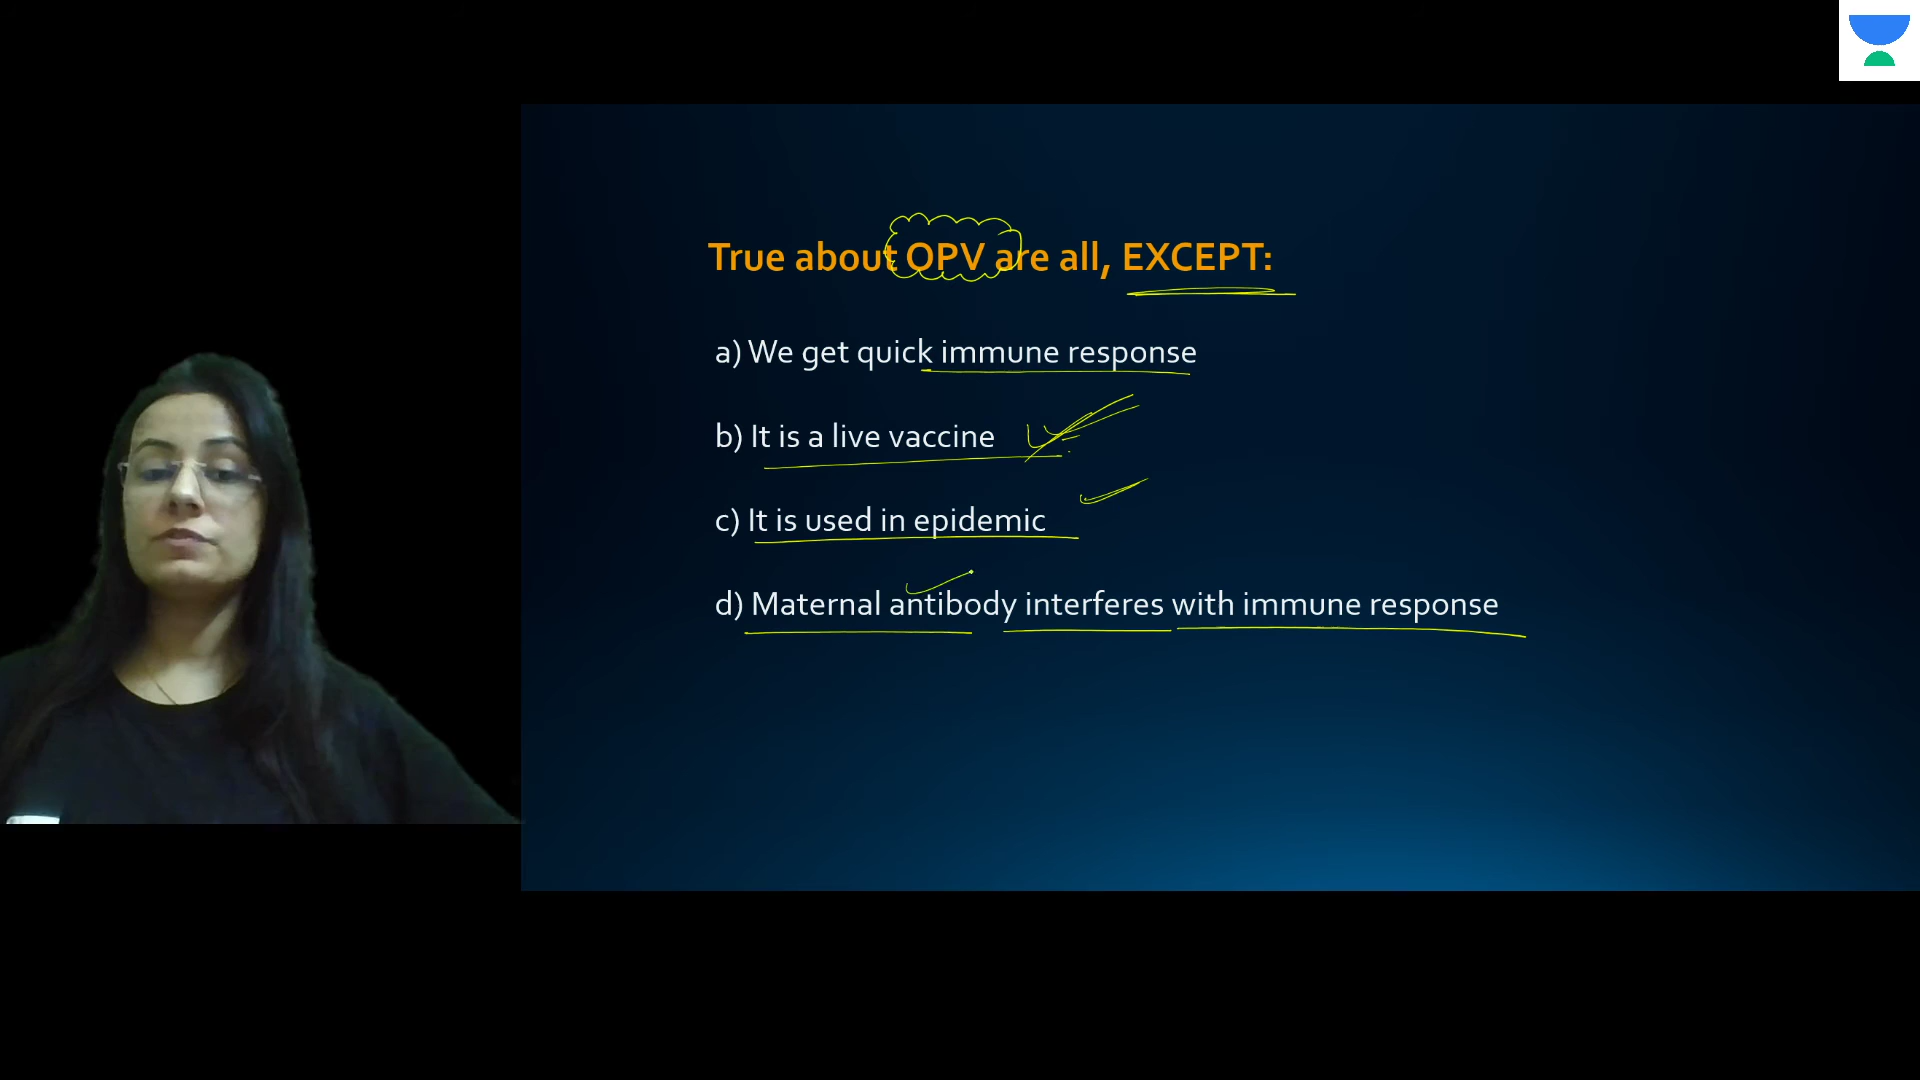 True about OPV are all, EXCEPT:
a) We get quick immune response
b) It is a live vaccine
c) It is used in epidemic
d) Maternal antibody interferes with immune response